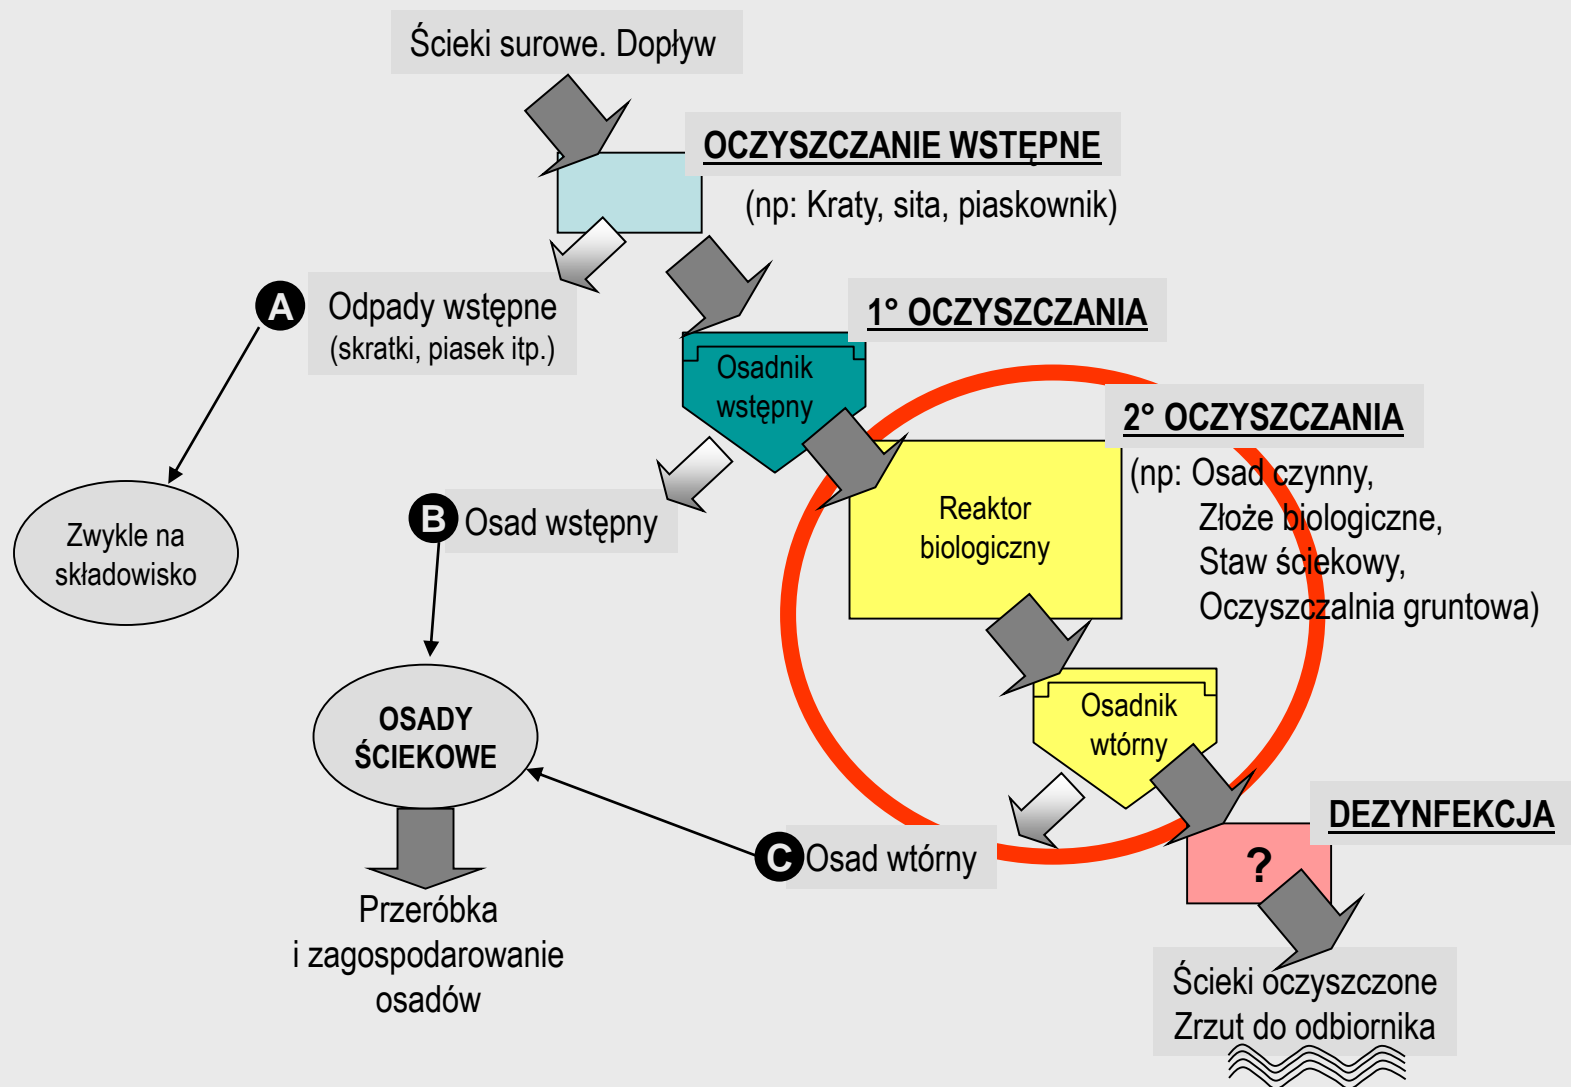 Ścieki surowe. Dopływ
OCZYSZCZANIE WSTĘPNE
(np: Kraty, sita, piaskownik)
A
Odpady wstępne
(skratki, piasek itp.)
1° OCZYSZCZANIA
Osadnik
wstępny
2° OCZYSZCZANIA
(np: Osad czynny,
Złoże biologiczne,
Staw ściekowy,
Oczyszczalnia gruntowa)
Reaktor
biologiczny
B Osad wstępny
Zwykle na
składowisko
OSADY
ŚCIEKOWE
Osadnik
wtórny
C Osad wtórny
DEZYNFEKCJA
?
Przeróbka
i zagospodarowanie
osadów
Ścieki oczyszczone
Zrzut do odbiornika